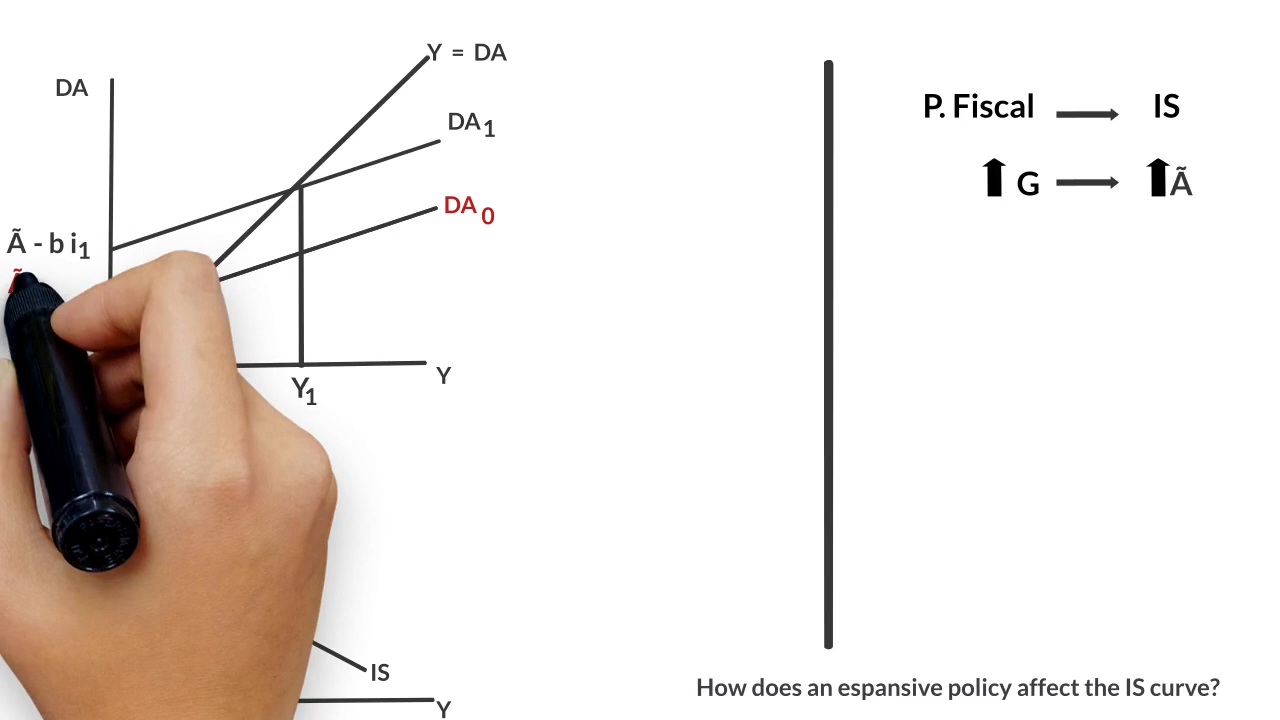 Y = DA
DA
DA1
DA0
Ã - b i1
Ã
Y
Y1
IS
Y
P. Fiscal IS
G Ã
How does an espansive policy affect the IS curve?